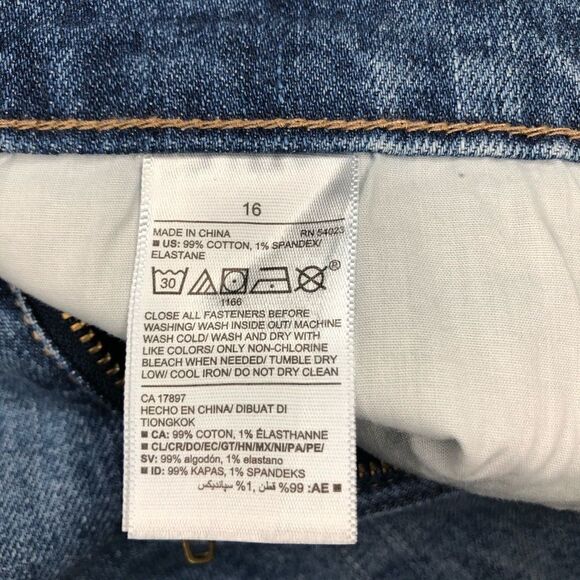 16
MADE IN CHINA RN 54023
■ US: 99% COTTON, 1% SPANDEX/
ELASTANE
30
®
1166
CLOSE ALL FASTENERS BEFORE
WASHING/ WASH INSIDE OUT/ MACHINE
WASH COLD/ WASH AND DRY WITH
LIKE COLORS/ ONLY NON-CHLORINE
BLEACH WHEN NEEDED/ TUMBLE DRY
LOW/ COOL IRON/ DO NOT DRY CLEAN
CA 17897
HECHO EN CHINA/ DIBUAT DI
TIONGKOK
■ CA: 99% COTON, 1% ÉLASTHANNE
■ CL/CR/DO/EC/GT/HN/MX/NI/PA/PE/
SV: 99% algodón, 1% elastano
■ ID: 99% KAPAS, 1% SPANDEKS
■ AE: 99% قطن, 1% سپاندیكس